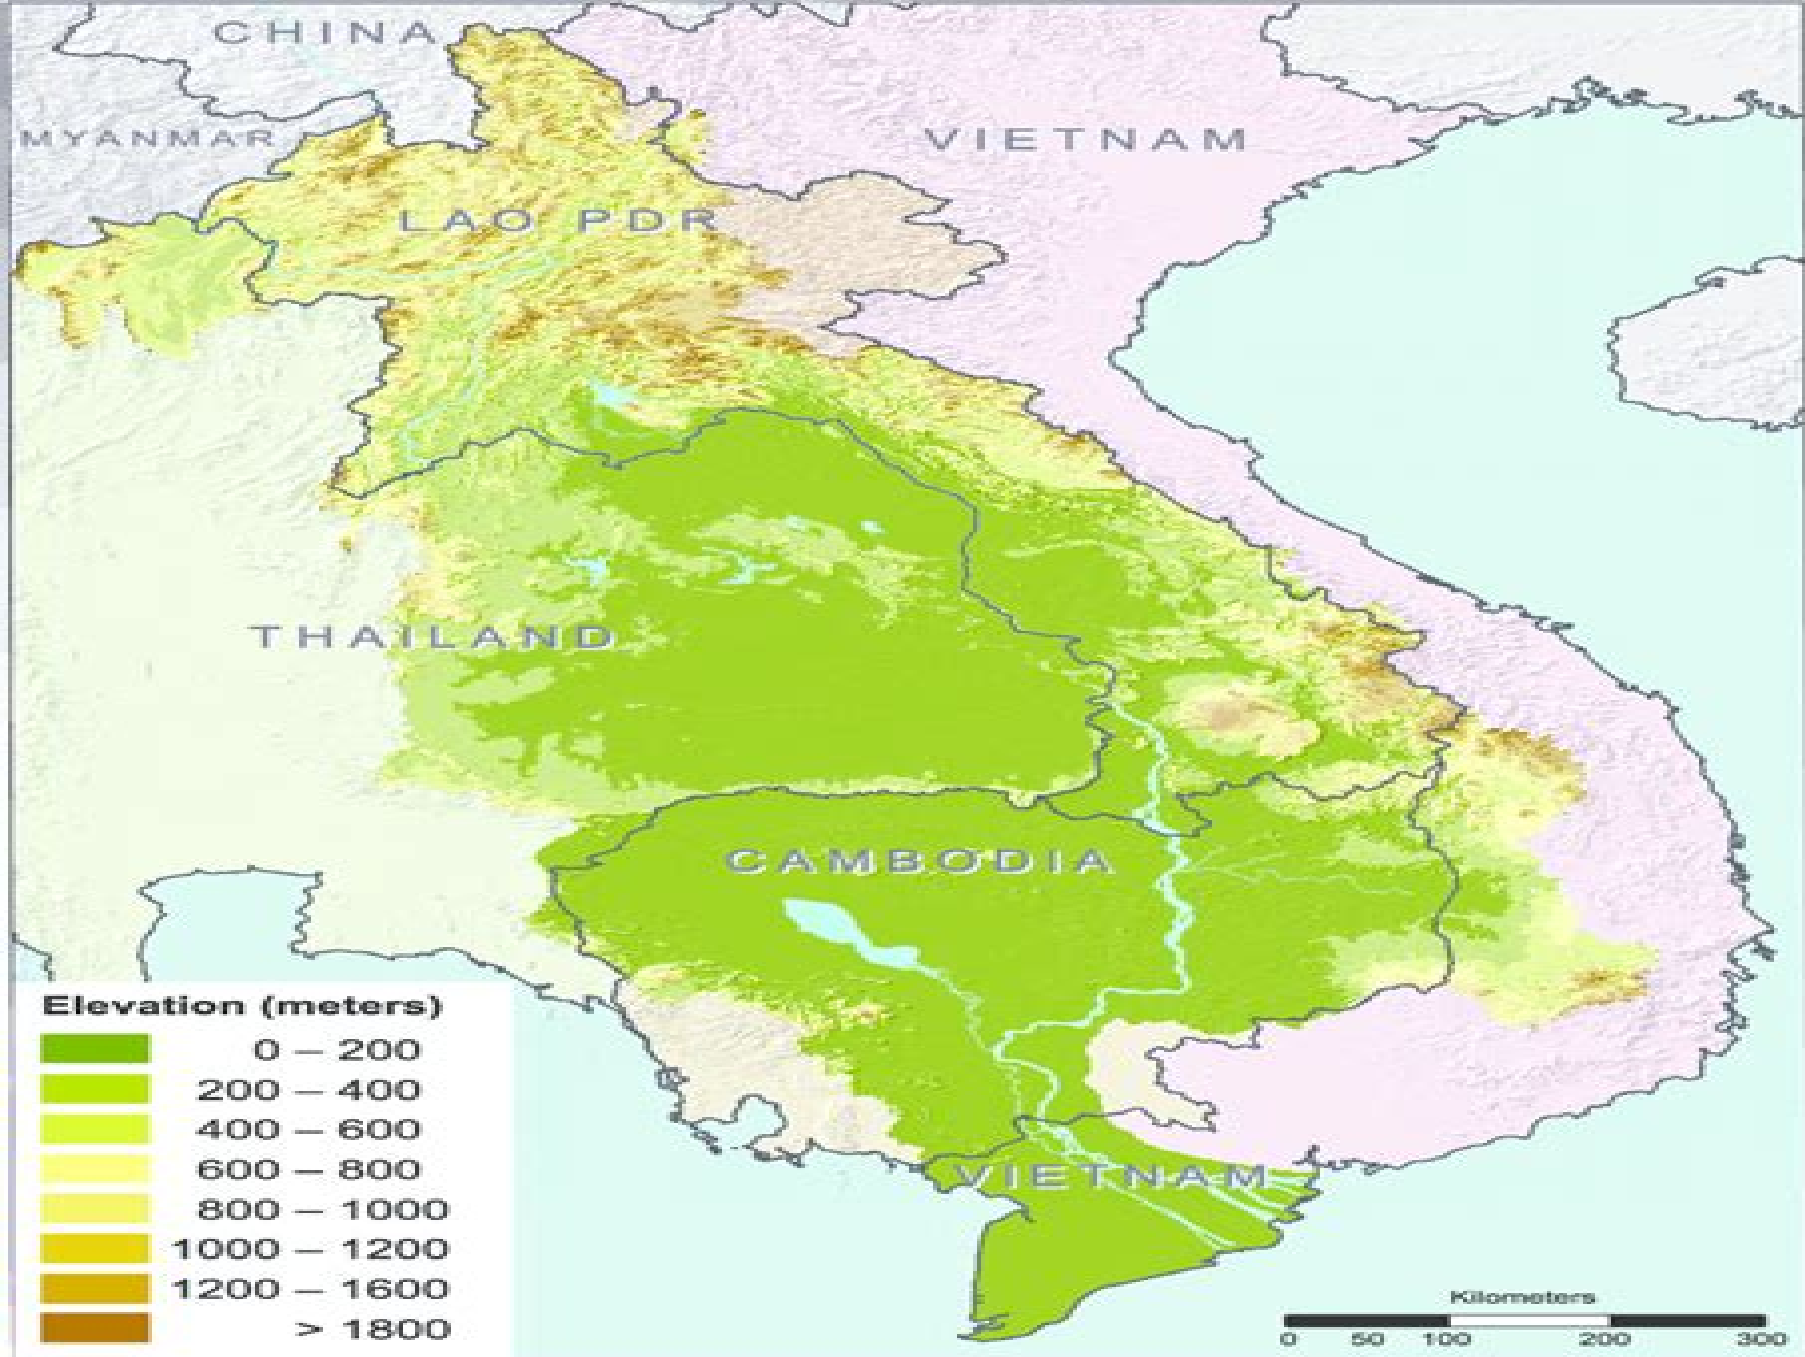 CHINA
MYANMAR
VIETNAM
LAO PDR
THAILAND
CAMBODIA
VIETNAM
Elevation (meters)
0 – 200
200 – 400
400 – 600
600 – 800
800 – 1000
1000 – 1200
1200 – 1600
> 1800
Kilometers
0 50 100 200 300